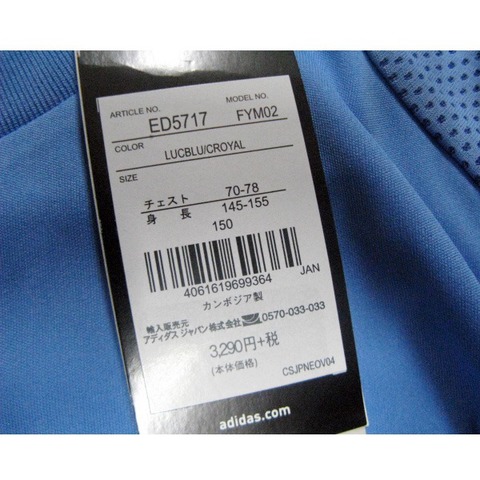 ARTICLE NO. MODEL NO.
ED5717 FYM02
COLOR
LUCBLU/CROYAL
SIZE
チェスト 70-78
身 長 145-155
150
4061619699364 JAN
カンボジア製
輸入販売元
アディダス ジャパン株式会社 0570-033-033
3,290円+税
(本体価格)
CSJPNEOV04
adidas.com